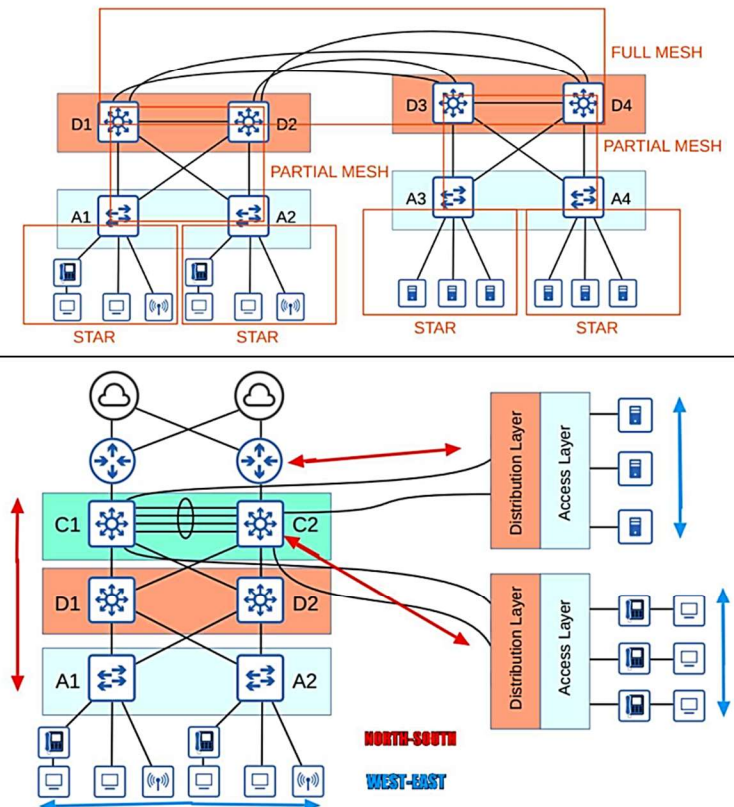 FULL MESH
D1
D2
D3
D4
PARTIAL MESH
PARTIAL MESH
A1
A2
A3
A4
STAR
STAR
STAR
STAR
C1
C2
D1
D2
A1
A2
Distribution Layer
Access Layer
Distribution Layer
Access Layer
NORTH-SOUTH
WEST-EAST